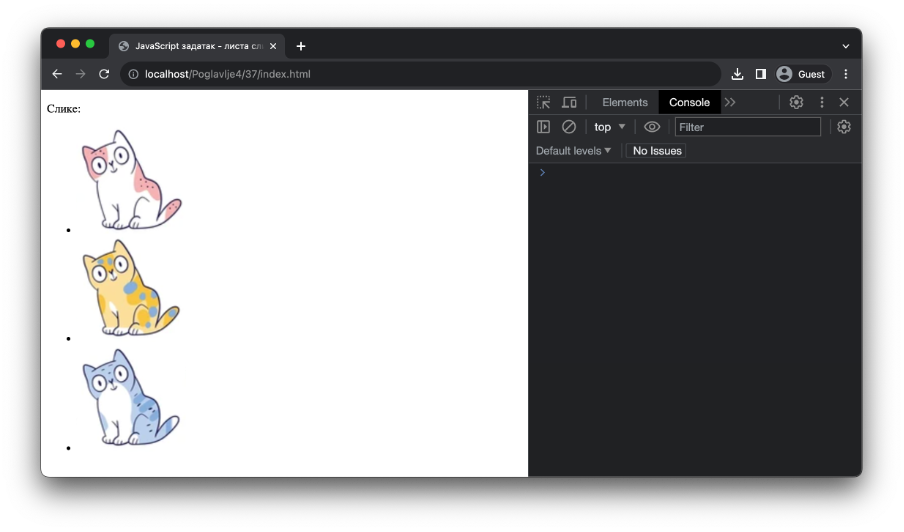 JavaScript задатак - листа сл
localhost/Poglavlje4/37/index.html
Guest
Слике:
Elements
Console
top
Filter
Default levels
No Issues